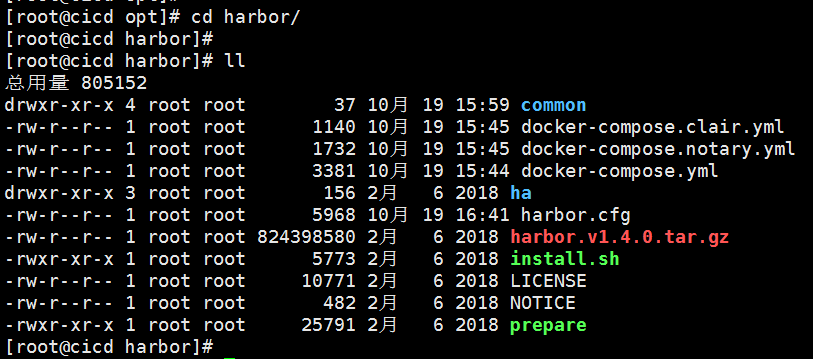 [root@cicd opt]# cd harbor/
[root@cicd harbor]#
[root@cicd harbor]# ll
总用量 805152
drwxr-xr-x 4 root root        37 10月 19 15:59 common
-rw-r--r-- 1 root root      1140 10月 19 15:45 docker-compose.clair.yml
-rw-r--r-- 1 root root      1732 10月 19 15:45 docker-compose.notary.yml
-rw-r--r-- 1 root root      3381 10月 19 15:44 docker-compose.yml
drwxr-xr-x 3 root root       156 2月   6 2018 ha
-rw-r--r-- 1 root root      5968 10月 19 16:41 harbor.cfg
-rw-r--r-- 1 root root 824398580 2月   6 2018 harbor.v1.4.0.tar.gz
-rwxr-xr-x 1 root root      5773 2月   6 2018 install.sh
-rw-r--r-- 1 root root     10771 2月   6 2018 LICENSE
-rw-r--r-- 1 root root       482 2月   6 2018 NOTICE
-rwxr-xr-x 1 root root     25791 2月   6 2018 prepare
[root@cicd harbor]#